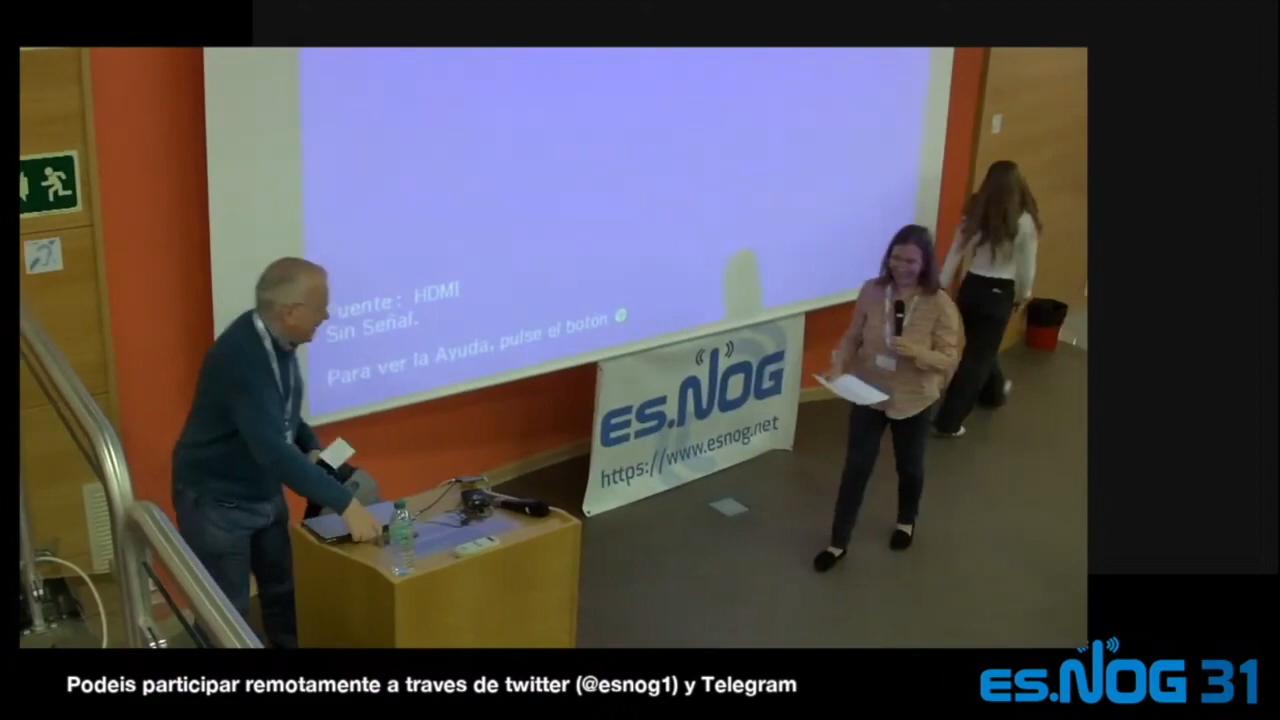 Fuente: HDMI
Sin Señal.
Para ver la Ayuda, pulse el botón
es.NOG
https://www.esnog.net
Podeis participar remotamente a traves de twitter (@esnog1) y Telegram
es.NOG 31